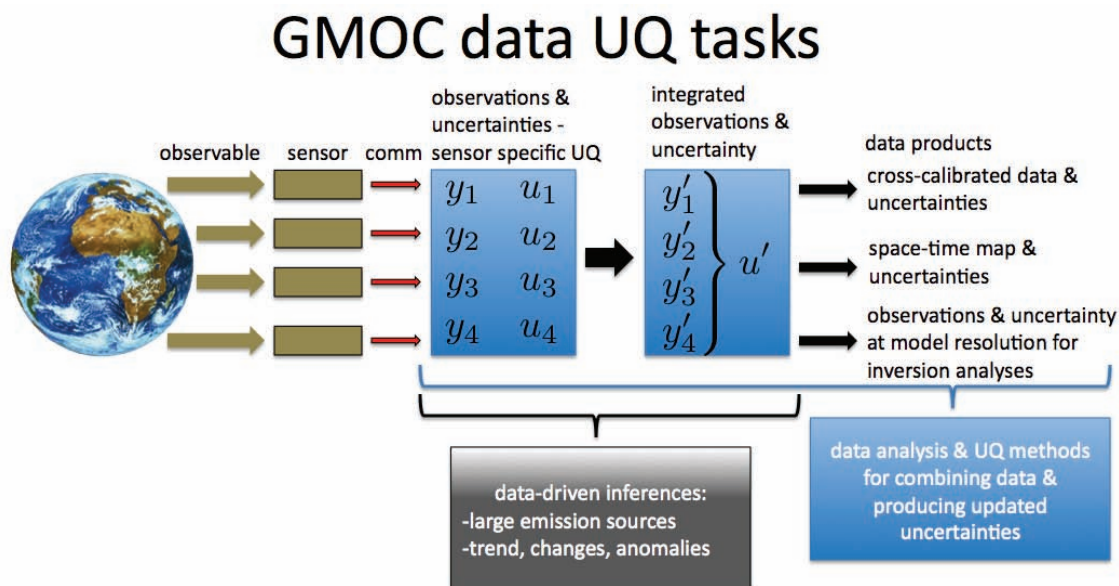 GMOC data UQ tasks
observable
sensor
comm
observations &
uncertainties -
sensor specific UQ
integrated
observations &
uncertainty
y₁ u₁
y₂ u₂
y₃ u₃
y₄ u₄
y′₁
y′₂
y′₃
y′₄
u′
data products
cross-calibrated data &
uncertainties
space-time map &
uncertainties
observations & uncertainty
at model resolution for
inversion analyses
data-driven inferences:
-large emission sources
-trend, changes, anomalies
data analysis & UQ methods
for combining data &
producing updated
uncertainties